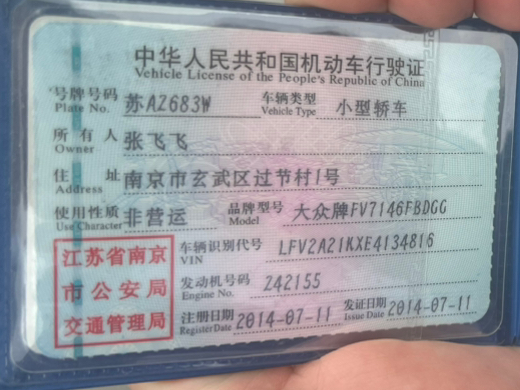 中华人民共和国机动车行驶证
Vehicle License of the People's Republic of China
号牌号码 Plate No. 苏AZ683W 车辆类型 Vehicle Type 小型轿车
所有人 Owner 张飞飞
住址 Address 南京市玄武区过节村1号
使用性质 Use Character 非营运 品牌型号 Model 大众牌FV7146FBDGG
江苏省南京 车辆识别代号 VIN LFV2A21KXE4134816
市公安局 发动机号码 Engine No. Z42155
交通管理局 注册日期 Register Date 2014-07-11 发证日期 Issue Date 2014-07-11